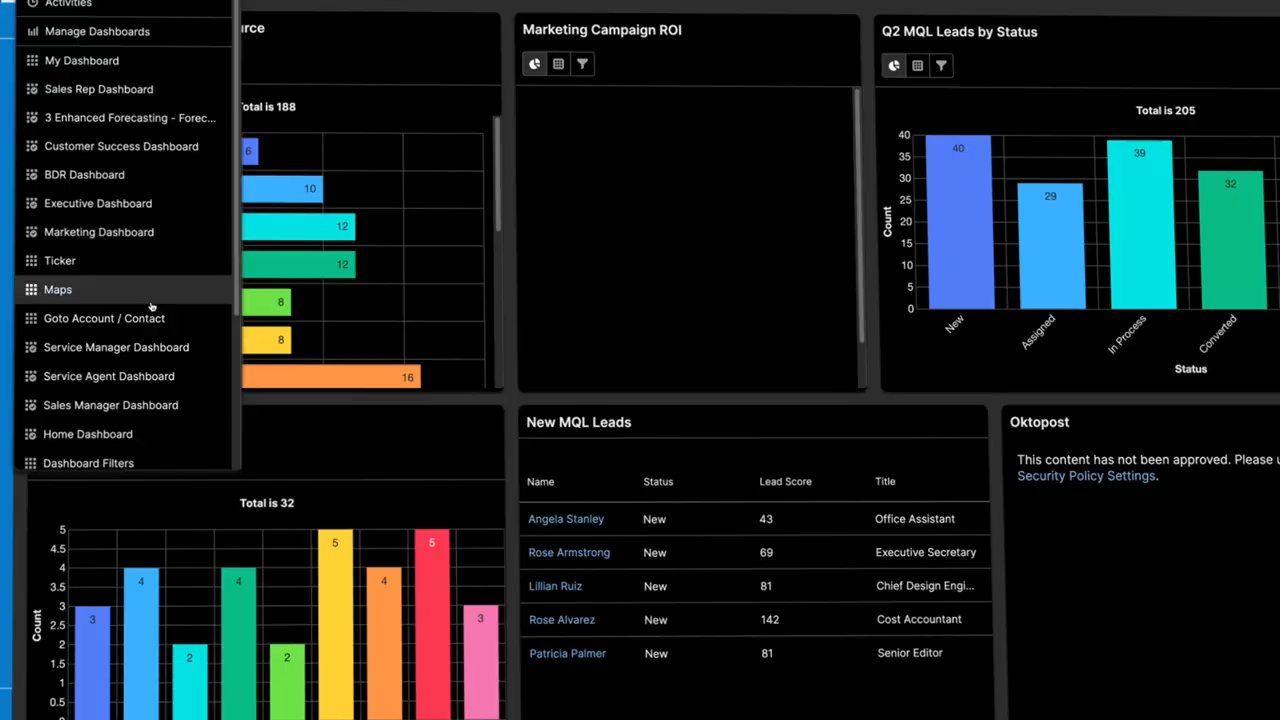 Activities
Manage Dashboards
My Dashboard
Sales Rep Dashboard
3 Enhanced Forecasting - Forec...
Customer Success Dashboard
BDR Dashboard
Executive Dashboard
Marketing Dashboard
Ticker
Maps
Goto Account / Contact
Service Manager Dashboard
Service Agent Dashboard
Sales Manager Dashboard
Home Dashboard
Dashboard Filters
urce
Total is 188
6
10
12
12
8
8
16
Marketing Campaign ROI
Q2 MQL Leads by Status
Total is 205
Count
40
35
30
25
20
15
10
5
0
40
29
39
32
New
Assigned
In Process
Converted
Status
Total is 32
Count
5
4.5
4
3.5
3
2.5
2
1.5
1
0.5
3
4
2
4
2
5
4
5
3
New MQL Leads
Name Status Lead Score Title
Angela Stanley New 43 Office Assistant
Rose Armstrong New 69 Executive Secretary
Lillian Ruiz New 81 Chief Design Engi...
Rose Alvarez New 142 Cost Accountant
Patricia Palmer New 81 Senior Editor
Oktopost
This content has not been approved. Please u
Security Policy Settings.